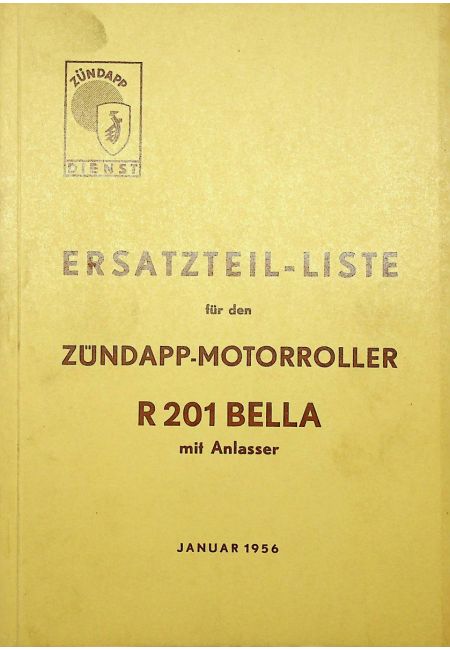 ZÜNDAPP
DIENST
ERSATZTEIL-LISTE
für den
ZÜNDAPP-MOTORROLLER
R 201 BELLA
mit Anlasser
JANUAR 1956